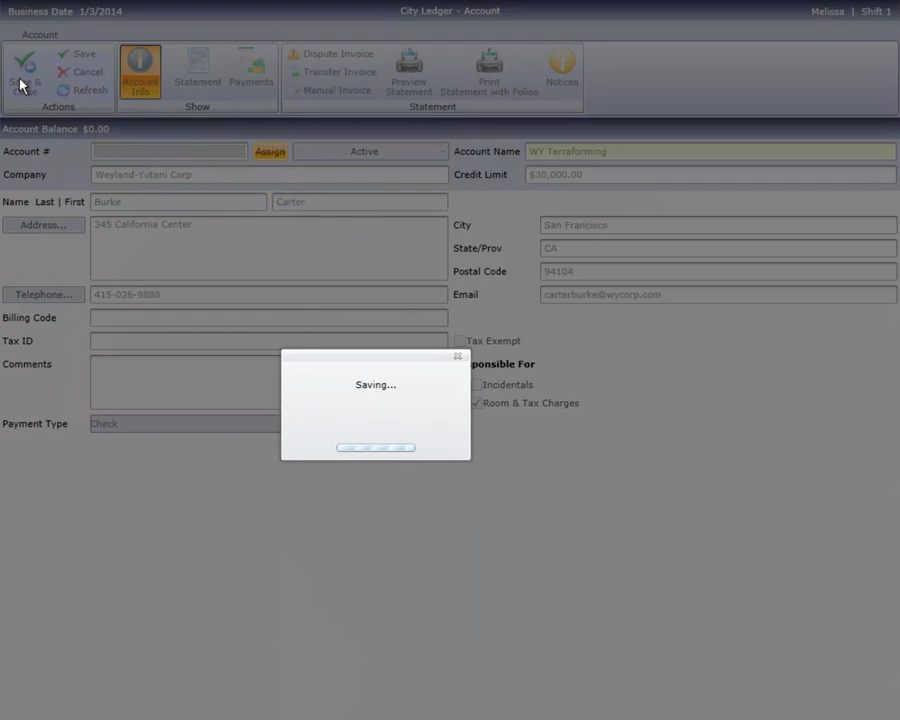 Business Date 1/3/2014 City Ledger - Account Melissa | Shift 1
Account
Save & Close
Save
Cancel
Refresh
Actions
Account Info
Statement
Payments
Show
Dispute Invoice
Transfer Invoice
Manual Invoice
Preview Statement
Print Statement with Folios
Notices
Statement
Account Balance $0.00
Account # Assign Active Account Name WY Terraforming
Company Weyland-Yutani Corp Credit Limit $30,000.00
Name Last | First Burke Carter
Address... 345 California Center City San Francisco
State/Prov CA
Postal Code 94104
Telephone... 415-026-9888 Email carterburke@wycorp.com
Billing Code
Tax ID Tax Exempt
Comments sponsible For
Saving...
Incidentals
Room & Tax Charges
Payment Type Check